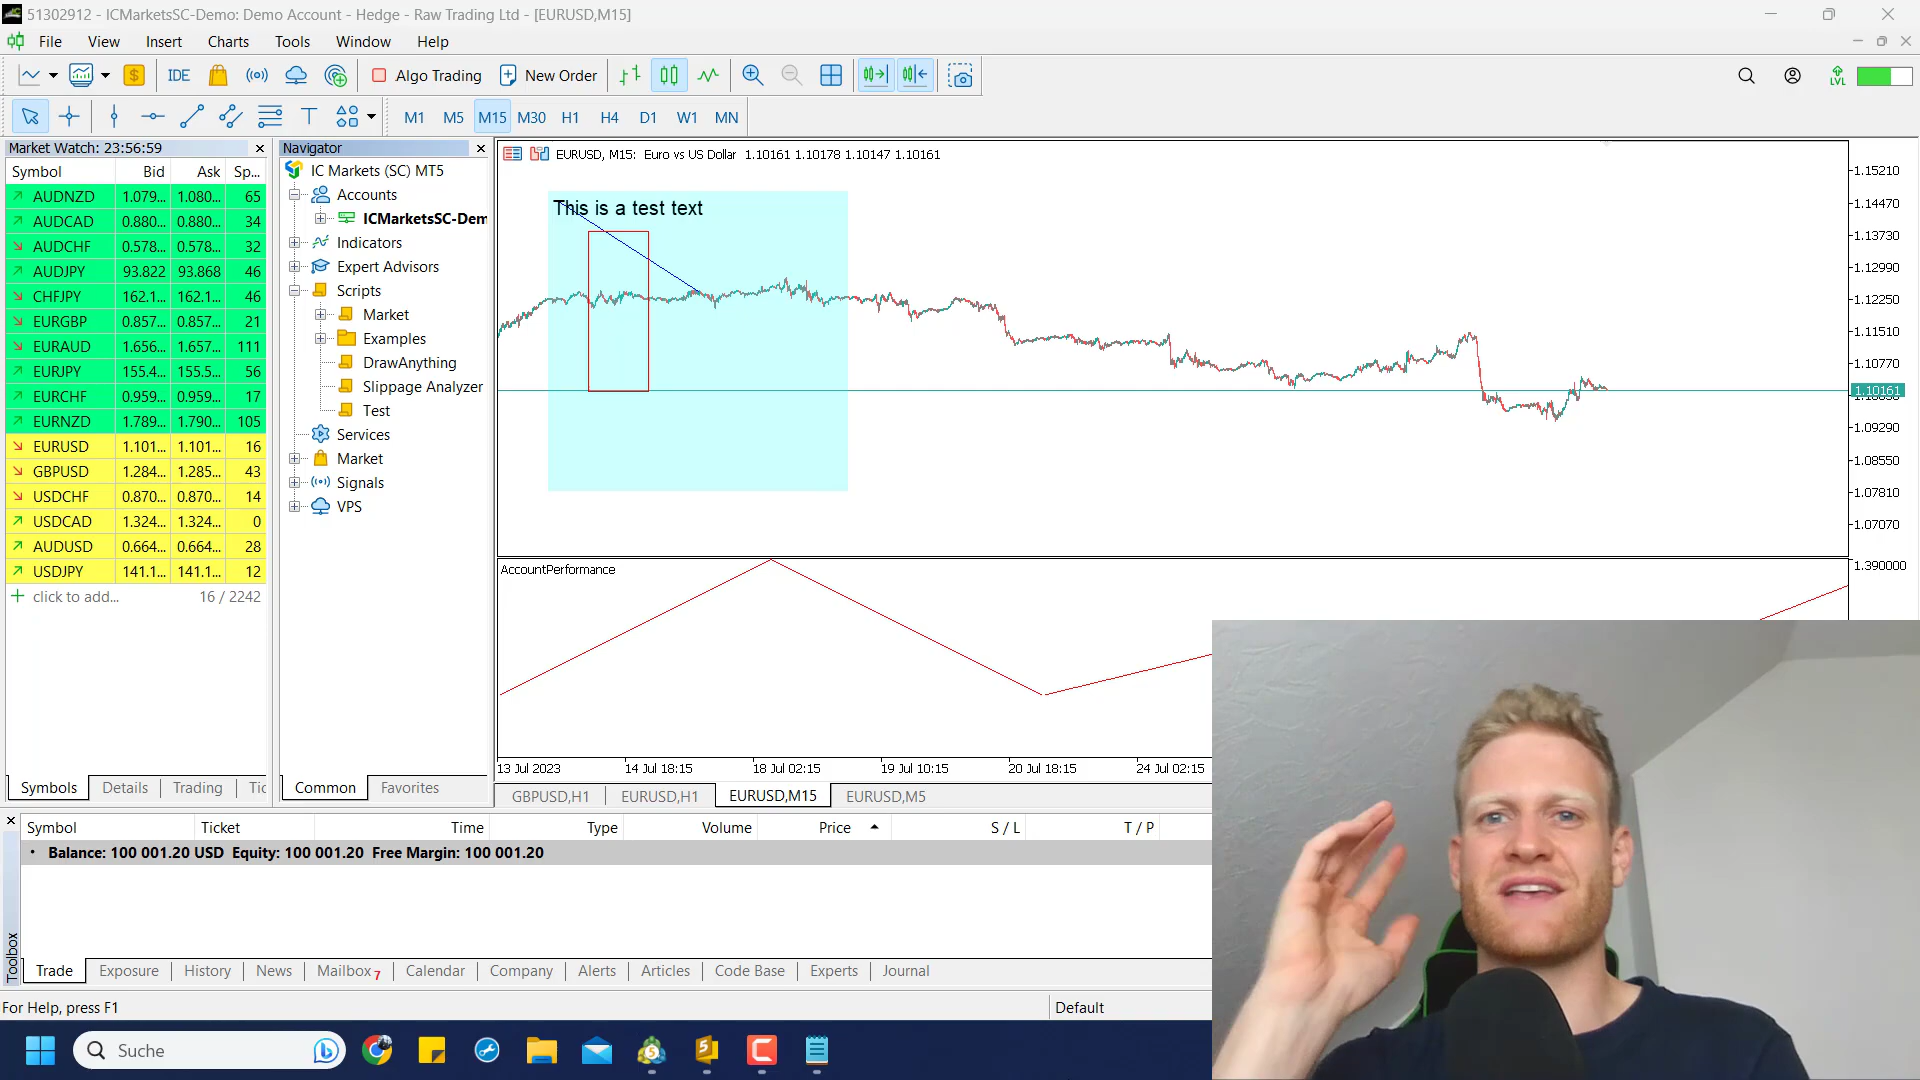 51302912 - ICMarketsSC-Demo: Demo Account - Hedge - Raw Trading Ltd - [EURUSD,M15]
File View Insert Charts Tools Window Help
IDE Algo Trading New Order LVL
M1 M5 M15 M30 H1 H4 D1 W1 MN
Market Watch: 23:56:59
Symbol Bid Ask Sp...
AUDNZD 1.079... 1.080... 65
AUDCAD 0.880... 0.880... 34
AUDCHF 0.578... 0.578... 32
AUDJPY 93.822 93.868 46
CHFJPY 162.1... 162.1... 46
EURGBP 0.857... 0.857... 21
EURAUD 1.656... 1.657... 111
EURJPY 155.4... 155.5... 56
EURCHF 0.959... 0.959... 17
EURNZD 1.789... 1.790... 105
EURUSD 1.101... 1.101... 16
GBPUSD 1.284... 1.285... 43
USDCHF 0.870... 0.870... 14
USDCAD 1.324... 1.324... 0
AUDUSD 0.664... 0.664... 28
USDJPY 141.1... 141.1... 12
click to add... 16 / 2242
Symbols Details Trading Tic
Navigator
IC Markets (SC) MT5
Accounts
ICMarketsSC-Dem
Indicators
Expert Advisors
Scripts
Market
Examples
DrawAnything
Slippage Analyzer
Test
Services
Market
Signals
VPS
Common Favorites
EURUSD, M15: Euro vs US Dollar 1.10161 1.10178 1.10147 1.10161
This is a test text
1.15210
1.14470
1.13730
1.12990
1.12250
1.11510
1.10770
1.10161
1.09290
1.08550
1.07810
1.07070
AccountPerformance
1.390000
13 Jul 2023 14 Jul 18:15 18 Jul 02:15 19 Jul 10:15 20 Jul 18:15 24 Jul 02:15
GBPUSD,H1 EURUSD,H1 EURUSD,M15 EURUSD,M5
Symbol Ticket Time Type Volume Price S / L T / P
Balance: 100 001.20 USD Equity: 100 001.20 Free Margin: 100 001.20
Toolbox
Trade Exposure History News Mailbox 7 Calendar Company Alerts Articles Code Base Experts Journal
For Help, press F1 Default
Suche